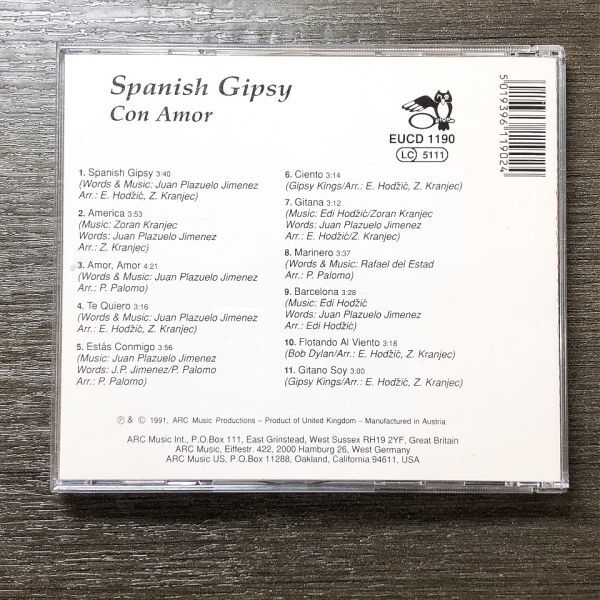 Spanish Gipsy
Con Amor
EUCD 1190
LC 5111
5019396119024
1. Spanish Gipsy 3:40
(Words & Music: Juan Plazuelo Jimenez
Arr.: E. Hodžić, Z. Kranjec)
2. America 3:53
(Music: Zoran Kranjec
Words: Juan Plazuelo Jimenez
Arr.: Z. Kranjec)
3. Amor, Amor 4:21
(Words & Music: Juan Plazuelo Jimenez
Arr.: P. Palomo)
4. Te Quiero 3:16
(Words & Music: Juan Plazuelo Jimenez
Arr.: E. Hodžić, Z. Kranjec)
5. Estás Conmigo 3:56
(Music: Juan Plazuelo Jimenez
Words: J.P. Jimenez/P. Palomo
Arr.: P. Palomo)
6. Ciento 3:14
(Gipsy Kings/Arr.: E. Hodžić, Z. Kranjec)
7. Gitana 3:12
(Music: Edi Hodžić/Zoran Kranjec
Words: Juan Plazuelo Jimenez
Arr.: E. Hodžić/Z. Kranjec)
8. Marinero 3:37
(Words & Music: Rafael del Estad
Arr.: P. Palomo)
9. Barcelona 3:28
(Music: Edi Hodžić
Words: Juan Plazuelo Jimenez
Arr.: Edi Hodžić)
10. Flotando Al Viento 3:18
(Bob Dylan/Arr.: E. Hodžić, Z. Kranjec)
11. Gitano Soy 3:00
(Gipsy Kings/Arr.: E. Hodžić, Z. Kranjec)
℗ & © 1991, ARC Music Productions – Product of United Kingdom – Manufactured in Austria
ARC Music Int., P.O.Box 111, East Grinstead, West Sussex RH19 2YF, Great Britain
ARC Music, Eiffestr. 422, 2000 Hamburg 26, West Germany
ARC Music US, P.O.Box 11288, Oakland, California 94611, USA